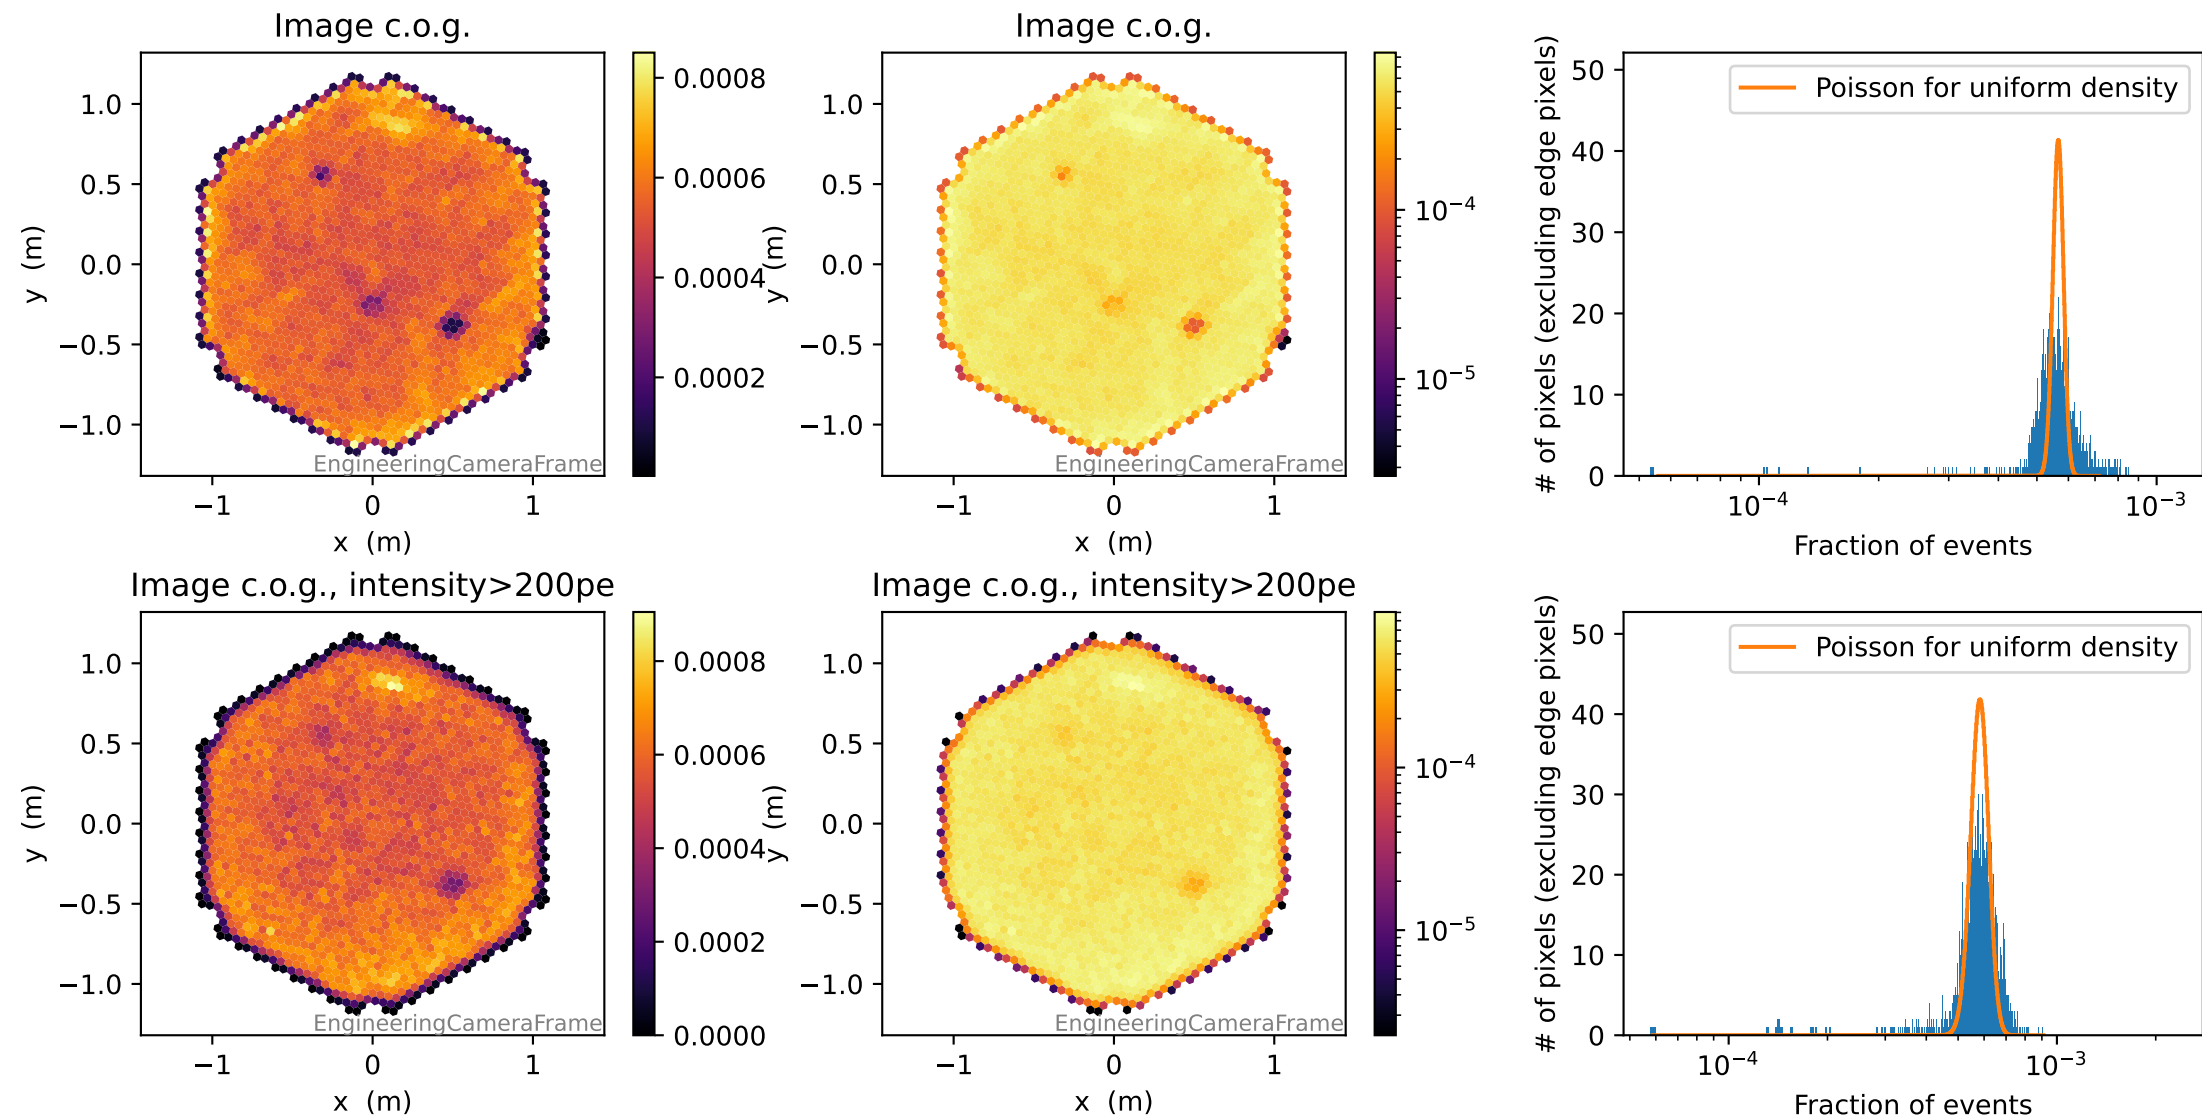 Image c.o.g.
1.0
0.5
0.0
−0.5
−1.0
y (m)
−1
0
1
x (m)
EngineeringCameraFrame
0.0008
0.0006
0.0004
0.0002
Image c.o.g.
1.0
0.5
0.0
−0.5
−1.0
y (m)
−1
0
1
x (m)
EngineeringCameraFrame
10⁻⁴
10⁻⁵
# of pixels (excluding edge pixels)
50
40
30
20
10
0
Poisson for uniform density
10⁻⁴
10⁻³
Fraction of events
Image c.o.g., intensity>200pe
1.0
0.5
0.0
−0.5
−1.0
y (m)
−1
0
1
x (m)
EngineeringCameraFrame
0.0008
0.0006
0.0004
0.0002
0.0000
Image c.o.g., intensity>200pe
1.0
0.5
0.0
−0.5
−1.0
y (m)
−1
0
1
x (m)
EngineeringCameraFrame
10⁻⁴
10⁻⁵
# of pixels (excluding edge pixels)
50
40
30
20
10
0
Poisson for uniform density
10⁻⁴
10⁻³
Fraction of events